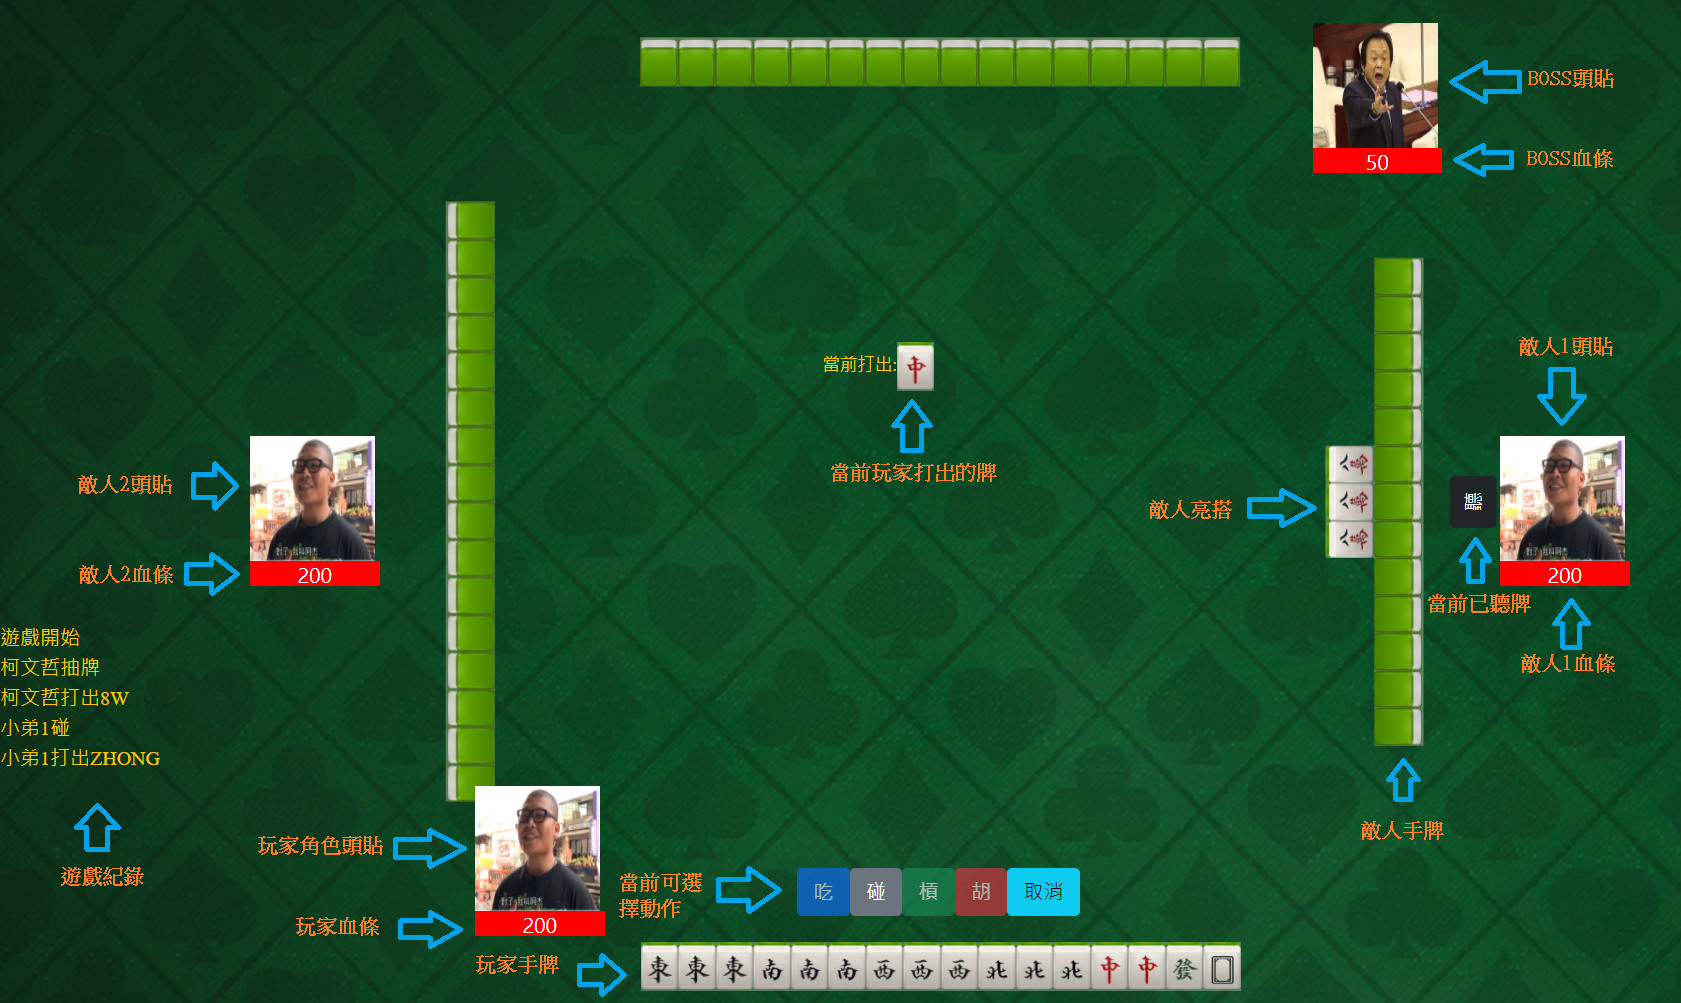 BOSS頭貼
50
BOSS血條
當前打出:
中
當前玩家打出的牌
敵人1頭貼
敵人2頭貼
敵人亮搭
八萬
八萬
八萬
聽
200
敵人2血條
200
當前已聽牌
敵人1血條
遊戲開始
柯文哲抽牌
柯文哲打出8W
小弟1碰
小弟1打出ZHONG
遊戲紀錄
敵人手牌
玩家角色頭貼
當前可選
擇動作
吃 碰 槓 胡 取消
200
玩家血條
玩家手牌
東 東 東 南 南 南 西 西 西 北 北 北 中 中 發